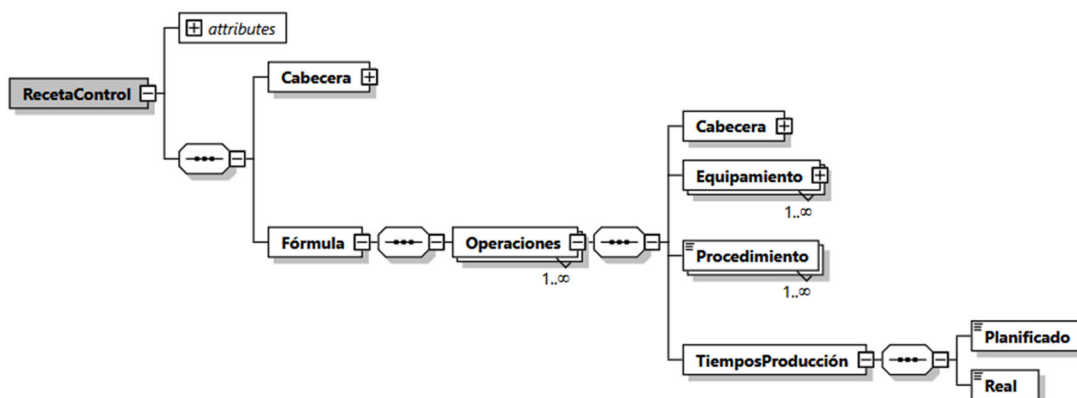 attributes
Cabecera
RecetaControl
Cabecera
Equipamiento
1..∞
Fórmula
Operaciones
1..∞
Procedimiento
1..∞
TiemposProducción
Planificado
Real